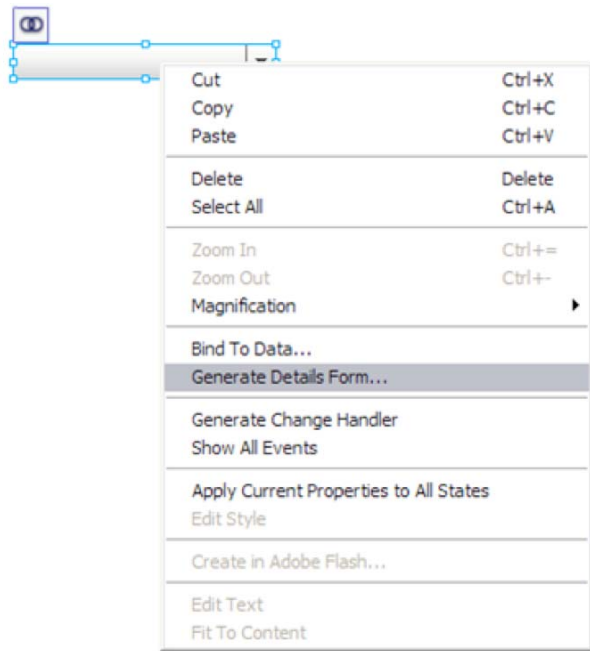 Cut Ctrl+X
Copy Ctrl+C
Paste Ctrl+V
Delete Delete
Select All Ctrl+A
Zoom In Ctrl+=
Zoom Out Ctrl+-
Magnification
Bind To Data...
Generate Details Form...
Generate Change Handler
Show All Events
Apply Current Properties to All States
Edit Style
Create in Adobe Flash...
Edit Text
Fit To Content